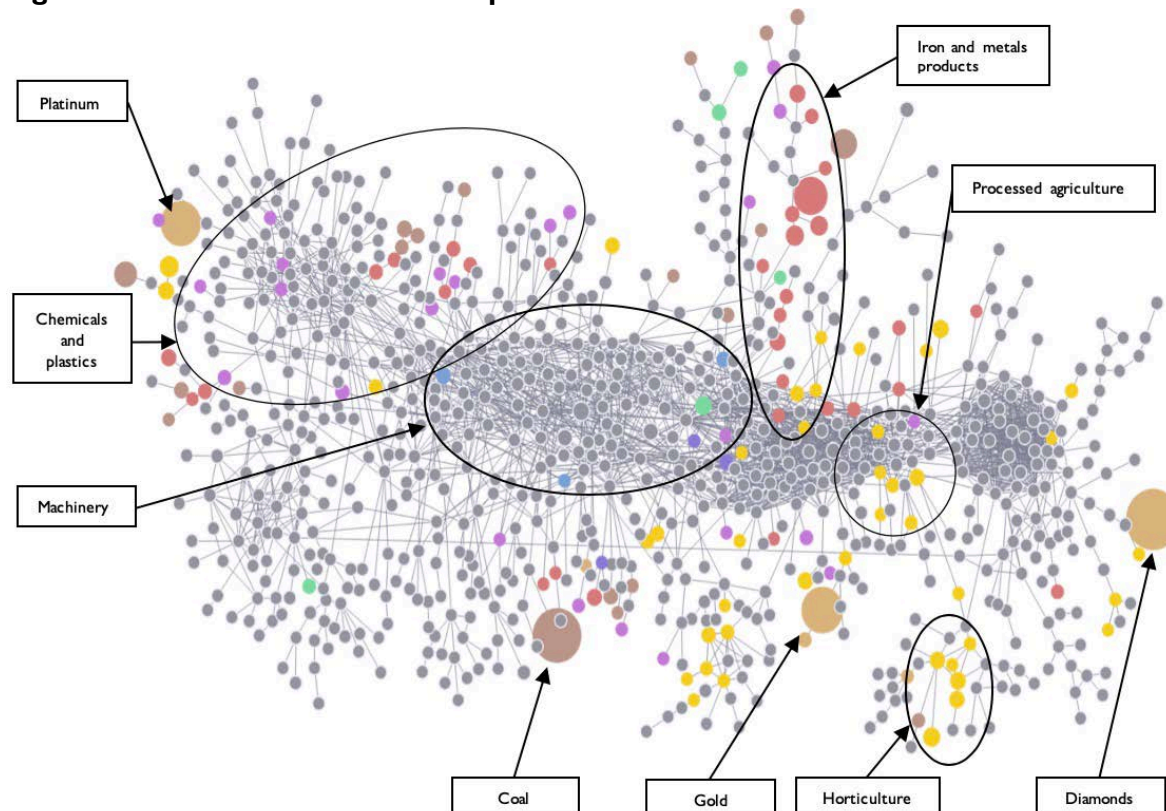 Iron and metals
products
Platinum
Processed agriculture
Chemicals
and
plastics
Machinery
Coal
Gold
Horticulture
Diamonds